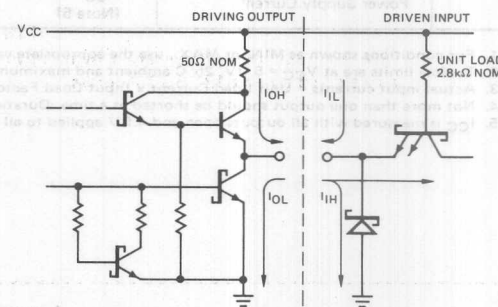 DRIVING OUTPUT
DRIVEN INPUT
VCC
50Ω NOM
UNIT LOAD
2.8kΩ NOM
IOH
IIL
IOL
IIH